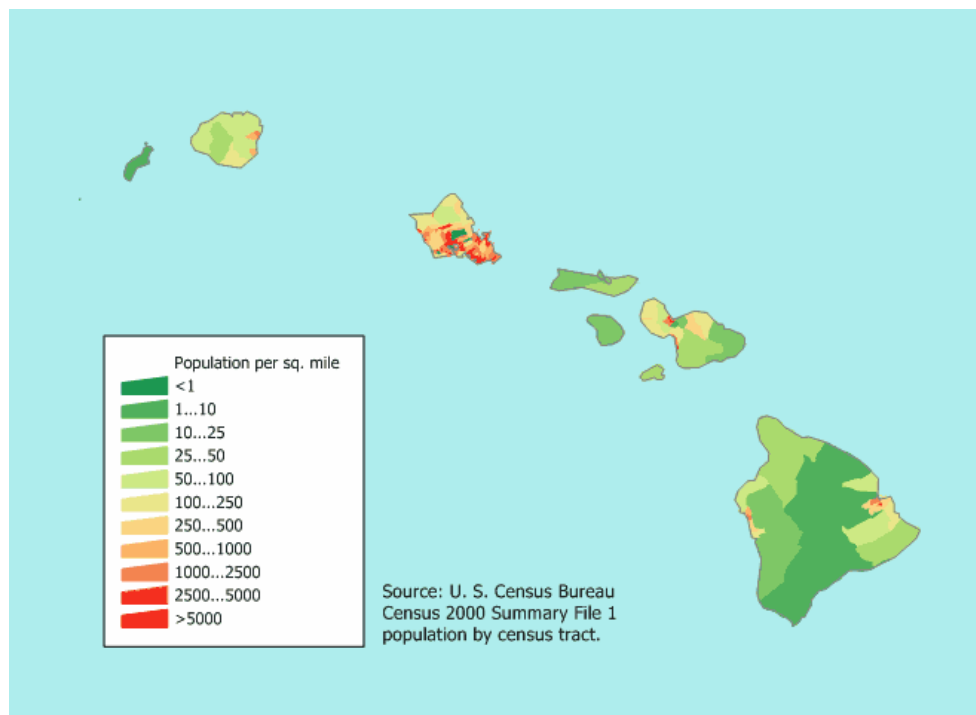 Population per sq. mile
<1
1...10
10...25
25...50
50...100
100...250
250...500
500...1000
1000...2500
2500...5000
>5000
Source: U. S. Census Bureau
Census 2000 Summary File 1
population by census tract.